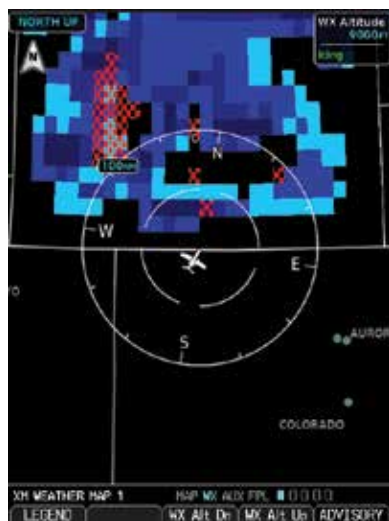 NORTH UP
WX Altitude
9000ft
Icing
N
100nm
N
W
E
S
YO
AUROR
COLORADO
XM WEATHER MAP 1
MAP WX AUX FPL
LEGEND
WX Alt Dn
WX Alt Up
ADVISORY